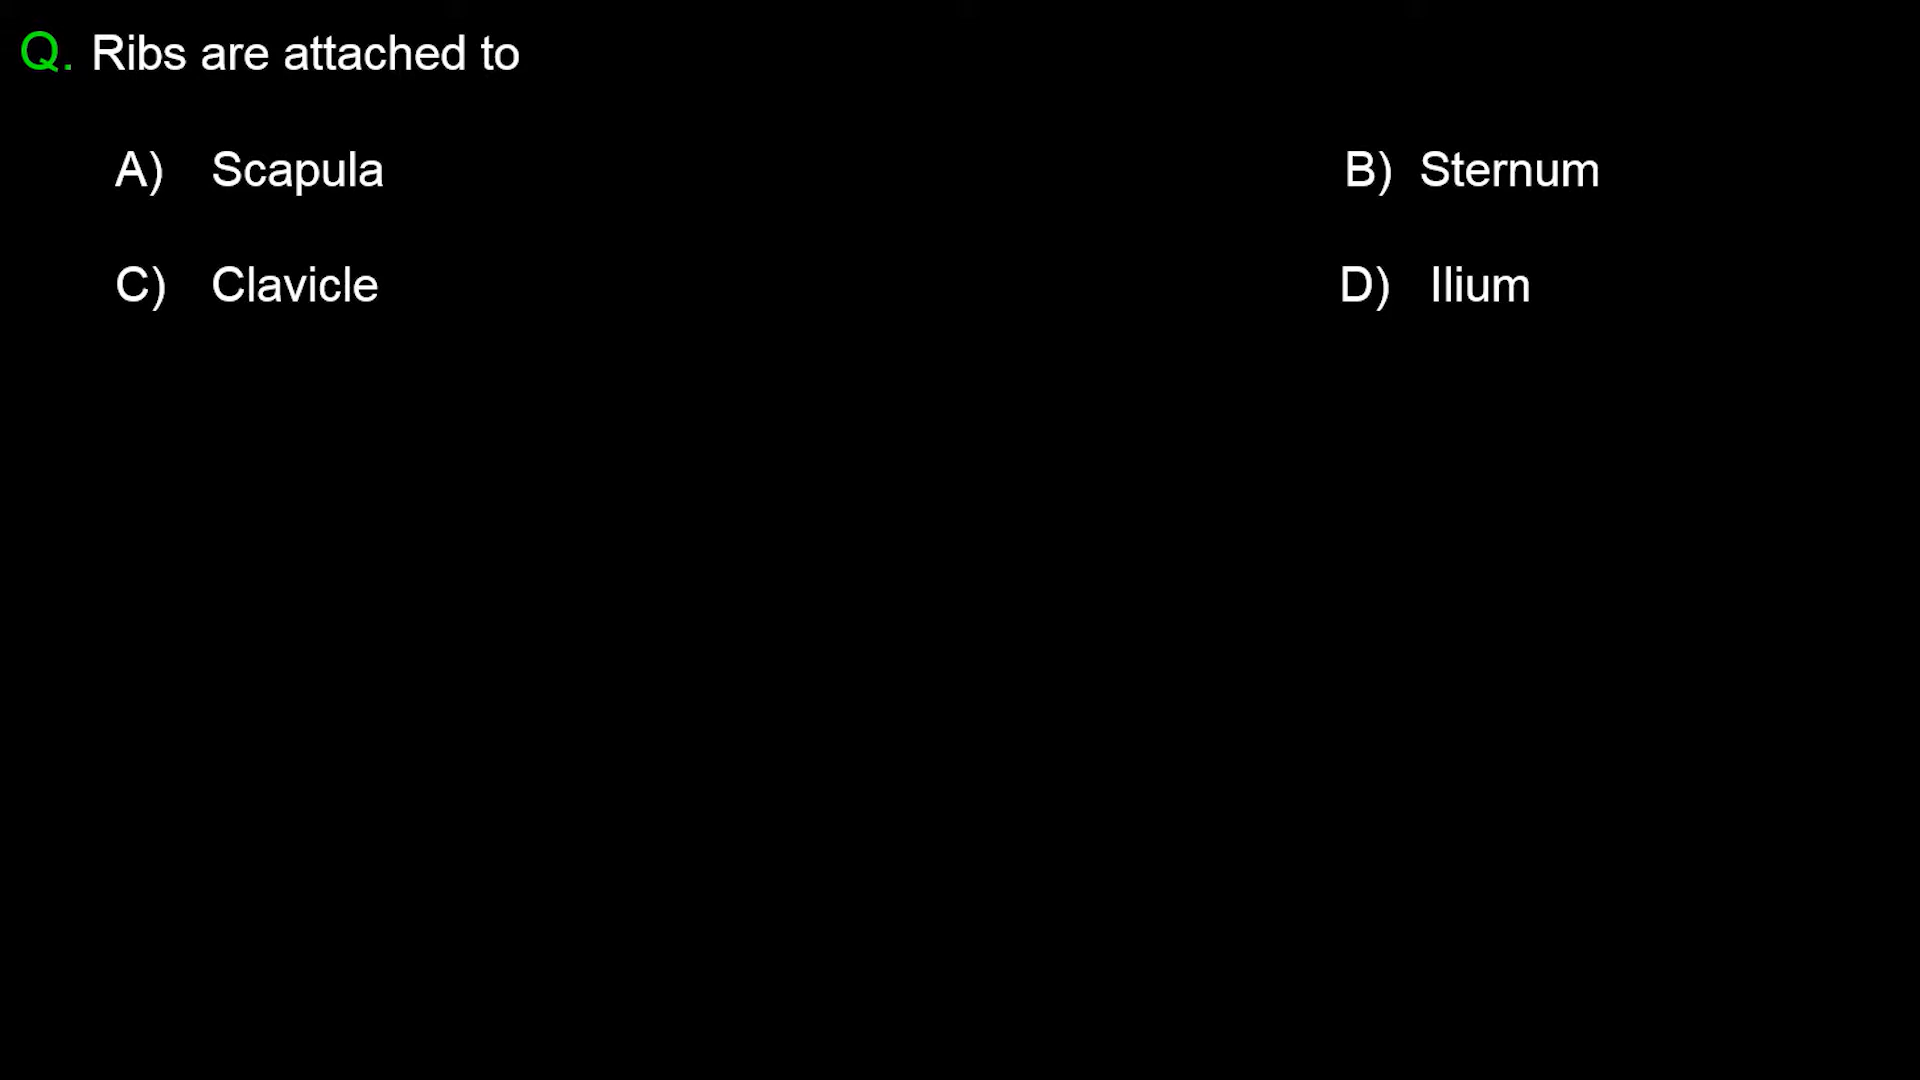 Q. Ribs are attached to
A) Scapula B) Sternum
C) Clavicle D) Ilium